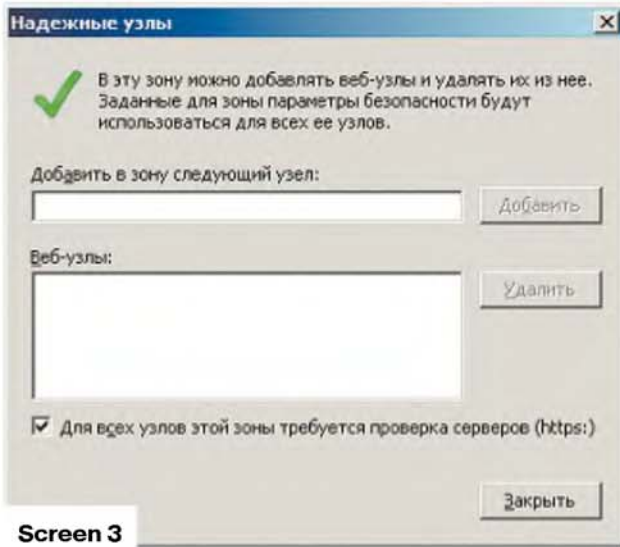 Надежные узлы
В эту зону можно добавлять веб-узлы и удалять их из нее.
Заданные для зоны параметры безопасности будут
использоваться для всех ее узлов.
Добавить в зону следующий узел:
Добавить
Веб-узлы:
Удалить
Для всех узлов этой зоны требуется проверка серверов (https:)
Закрыть
Screen 3